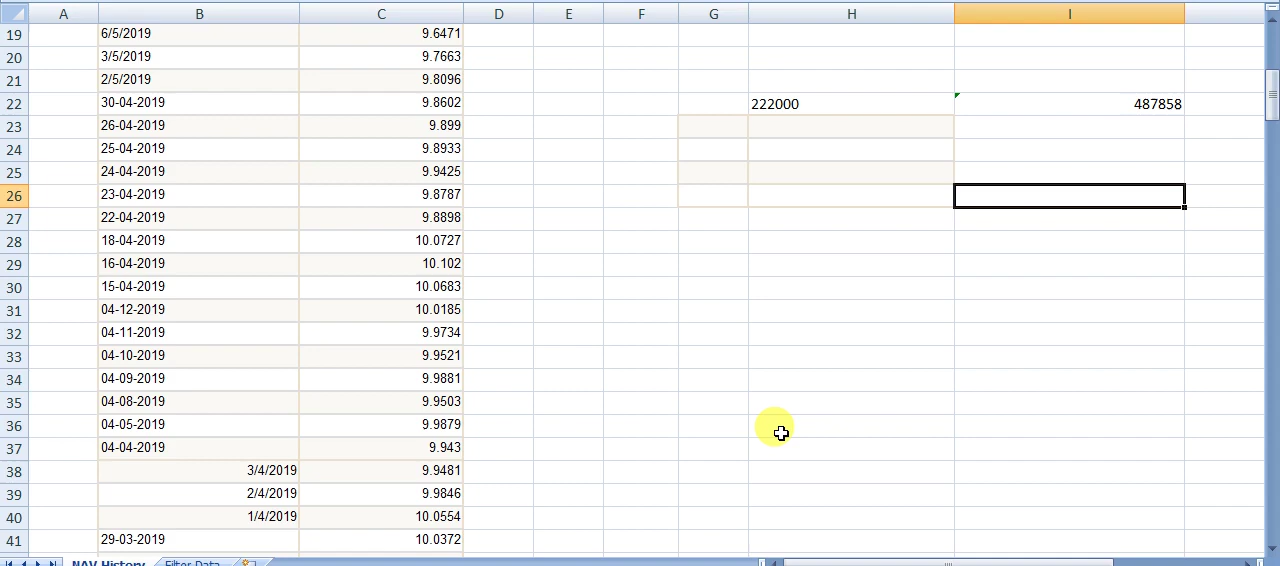 A B C D E F G H I
19 6/5/2019 9.6471
20 3/5/2019 9.7663
21 2/5/2019 9.8096
22 30-04-2019 9.8602 222000 487858
23 26-04-2019 9.899
24 25-04-2019 9.8933
25 24-04-2019 9.9425
26 23-04-2019 9.8787
27 22-04-2019 9.8898
28 18-04-2019 10.0727
29 16-04-2019 10.102
30 15-04-2019 10.0683
31 04-12-2019 10.0185
32 04-11-2019 9.9734
33 04-10-2019 9.9521
34 04-09-2019 9.9881
35 04-08-2019 9.9503
36 04-05-2019 9.9879
37 04-04-2019 9.943
38 3/4/2019 9.9481
39 2/4/2019 9.9846
40 1/4/2019 10.0554
41 29-03-2019 10.0372
NAV History Filter Data